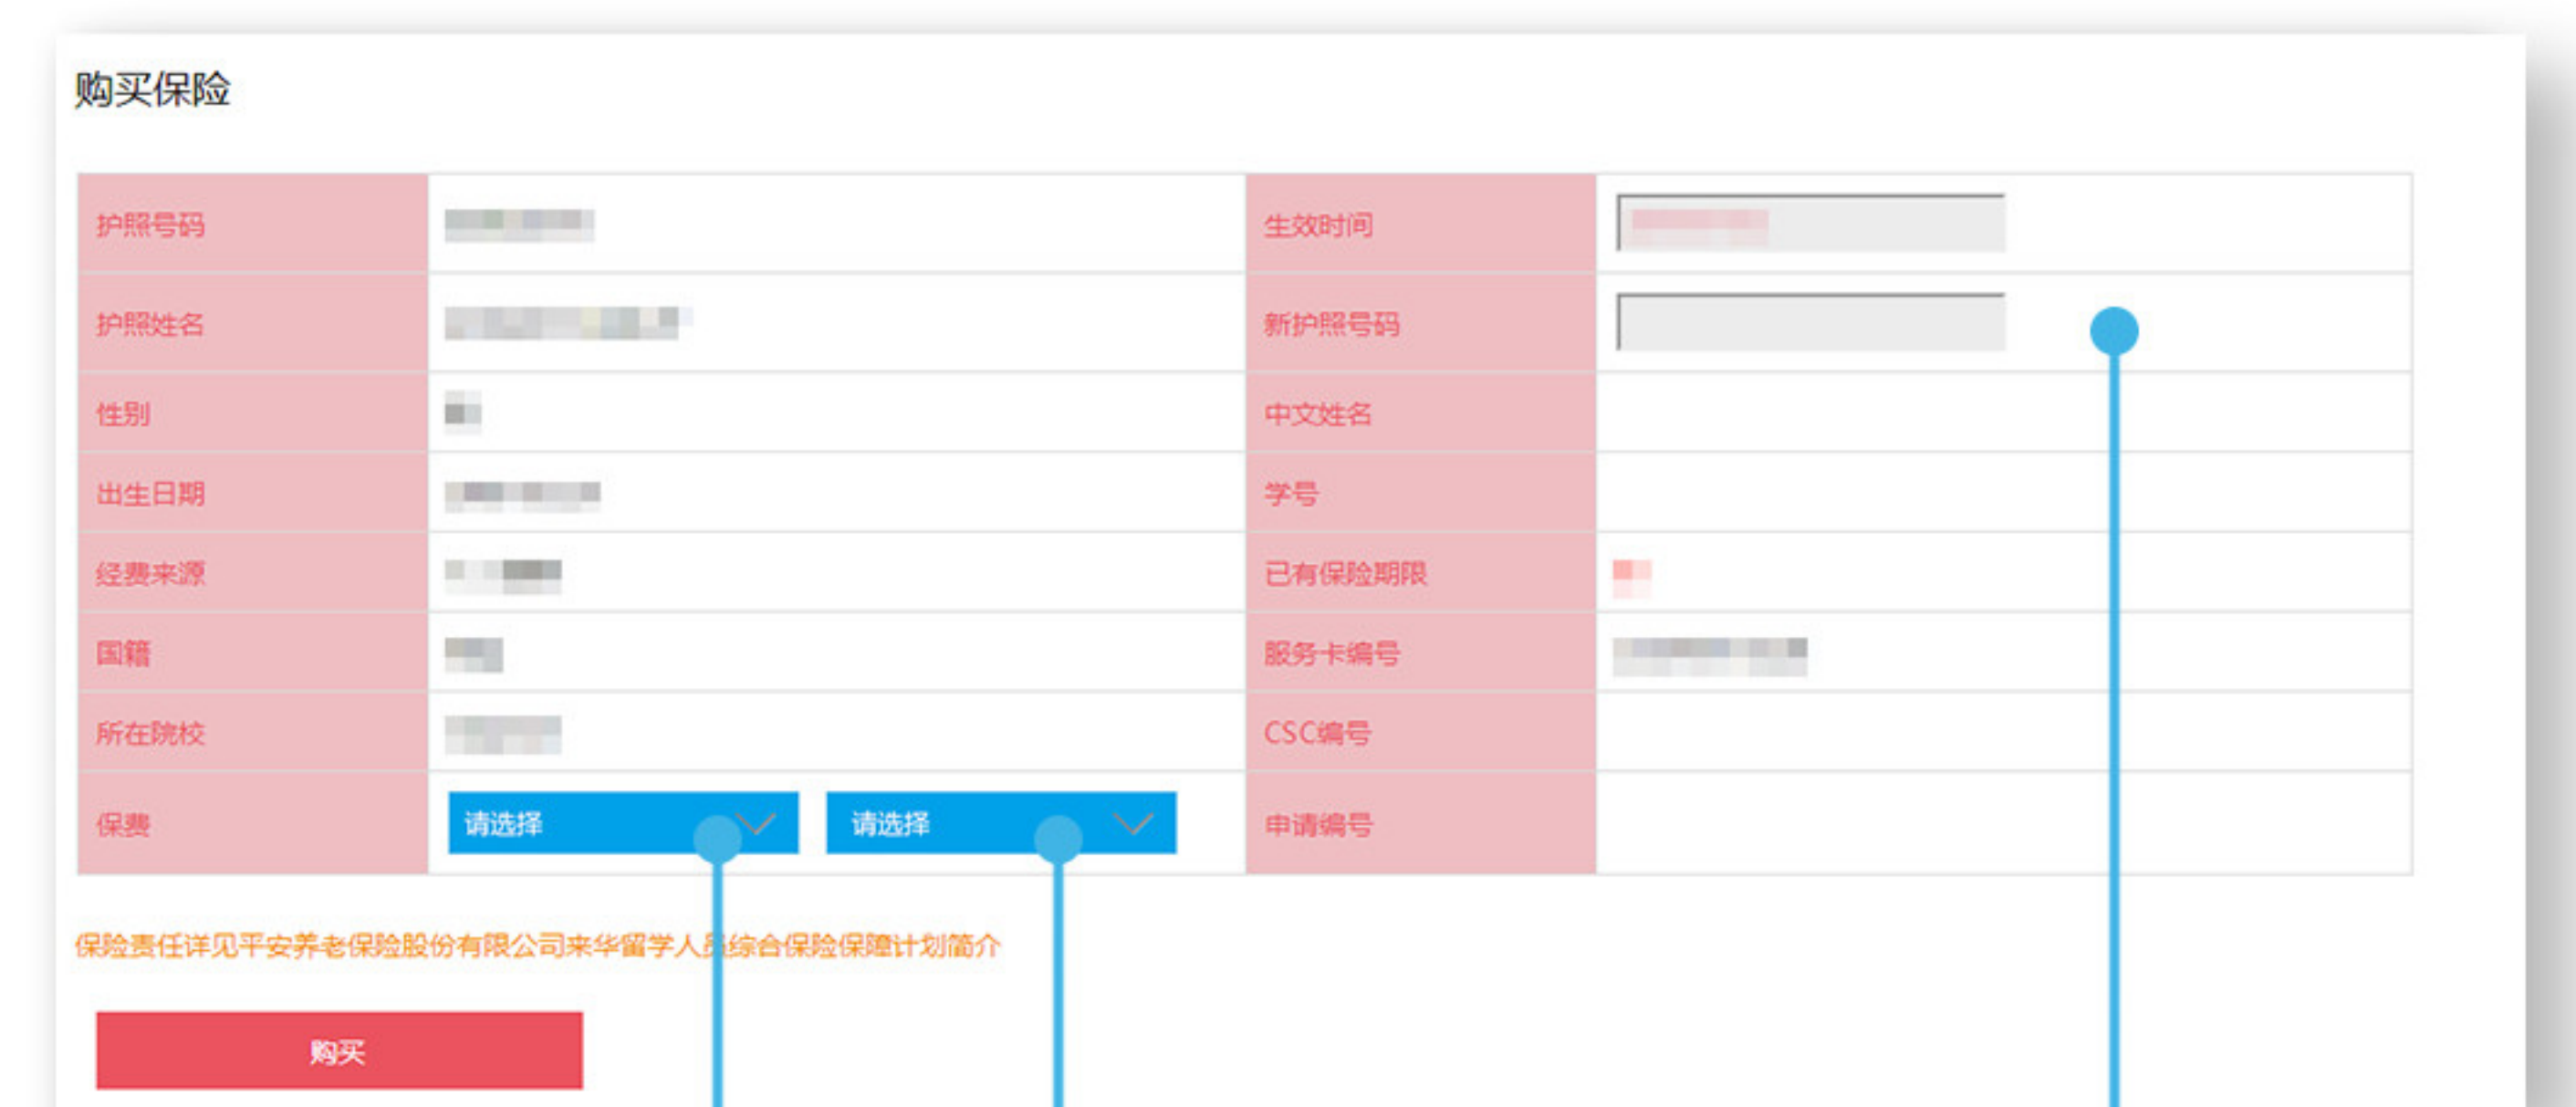 购买保险
护照号码 生效时间
护照姓名 新护照号码
性别 中文姓名
出生日期 学号
经费来源 已有保险期限
国籍 服务卡编号
所在院校 CSC编号
保费 请选择 请选择 申请编号
保险责任详见平安养老保险股份有限公司来华留学人员综合保险保障计划简介
购买